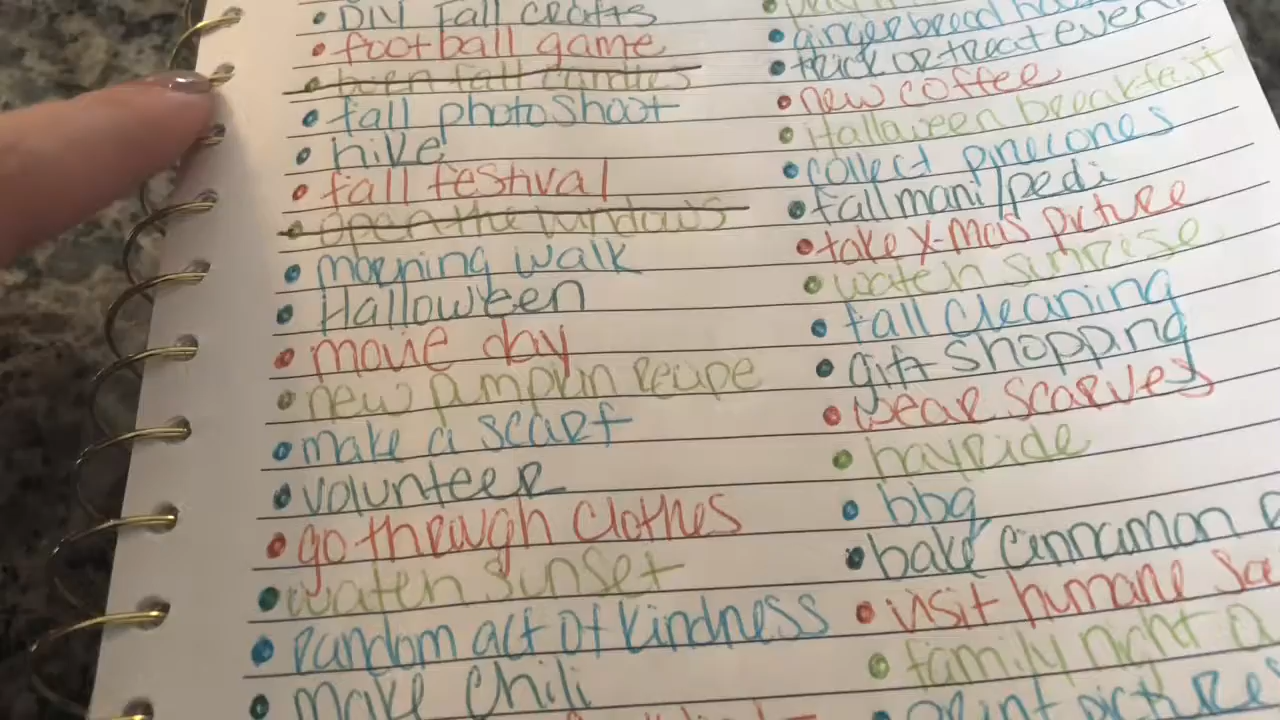 DIY Fall crafts
football game
burn fall candles
fall photo shoot
hike
fall festival
open the windows
morning walk
Halloween
movie day
new pumpkin recipe
make a scarf
volunteer
go through clothes
watch sunset
random act of kindness
make chili
gingerbread
trick or treat event
new coffee
Halloween breakfast
collect pinecones
fall mani/pedi
take X-mas picture
watch sunrise
fall cleaning
gift shopping
wear scarves
hayride
bbq
bake cinnamon
visit humane
family night